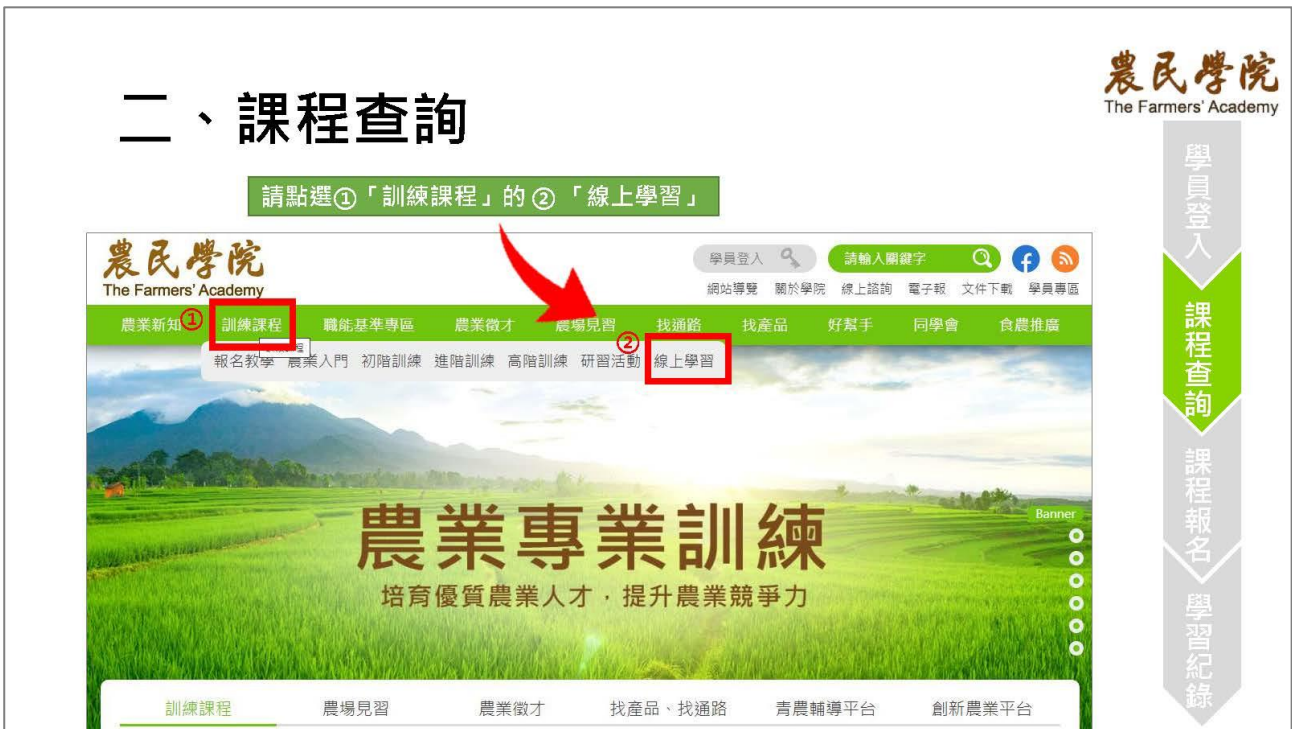 二、課程查詢
農民學院
The Farmers' Academy
請點選①「訓練課程」的②「線上學習」
學員登入
課程查詢
課程報名
學習紀錄
農民學院
The Farmers' Academy
學員登入 請輸入關鍵字
網站導覽 關於學院 線上諮詢 電子報 文件下載 學員專區
農業新知 ① 訓練課程 職能基準專區 農業徵才 農場見習 找通路 找產品 好幫手 同學會 食農推廣
②
報名教學 農業入門 初階訓練 進階訓練 高階訓練 研習活動 線上學習
農業專業訓練
Banner
培育優質農業人才，提升農業競爭力
訓練課程 農場見習 農業徵才 找產品、找通路 青農輔導平台 創新農業平台